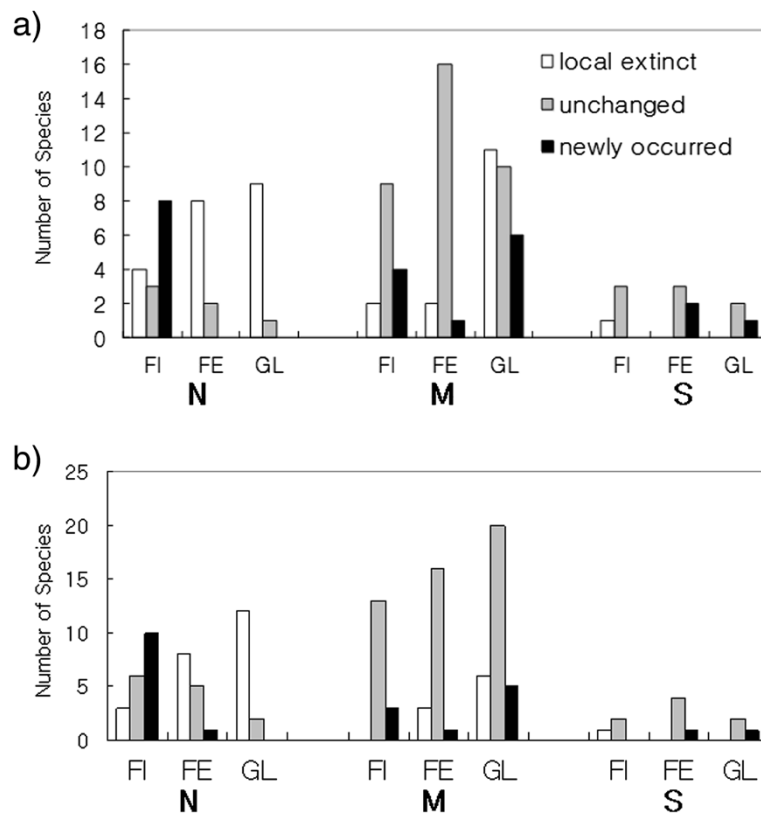 a)
Number of Species
18
16
14
12
10
8
6
4
2
0
local extinct
unchanged
newly occurred
FI FE GL FI FE GL FI FE GL
N M S
b)
Number of Species
25
20
15
10
5
0
FI FE GL FI FE GL FI FE GL
N M S